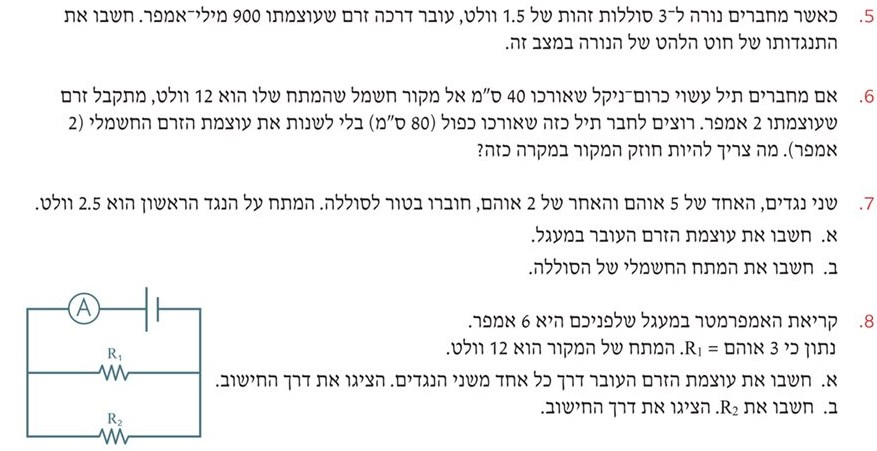 5. כאשר מחברים נורה ל־3 סוללות זהות של 1.5 וולט, עובר דרכה זרם שעוצמתו 900 מילי־אמפר. חשבו את
התנגדותו של חוט הלהט של הנורה במצב זה.
6. אם מחברים תיל עשוי כרום־ניקל שאורכו 40 ס"מ אל מקור חשמל שהמתח שלו הוא 12 וולט, מתקבל זרם
שעוצמתו 2 אמפר. רוצים לחבר תיל כזה שאורכו כפול (80 ס"מ) בלי לשנות את עוצמת הזרם החשמלי (2
אמפר). מה צריך להיות חוזק המקור במקרה כזה?
7. שני נגדים, האחד של 5 אוהם והאחר של 2 אוהם, חוברו בטור לסוללה. המתח על הנגד הראשון הוא 2.5 וולט.
א. חשבו את עוצמת הזרם העובר במעגל.
ב. חשבו את המתח החשמלי של הסוללה.
8. קריאת האמפרמטר במעגל שלפניכם היא 6 אמפר.
נתון כי 3 אוהם = R₁. המתח של המקור הוא 12 וולט.
א. חשבו את עוצמת הזרם העובר דרך כל אחד משני הנגדים. הציגו את דרך החישוב.
ב. חשבו את R₂. הציגו את דרך החישוב.
A
R₁
R₂